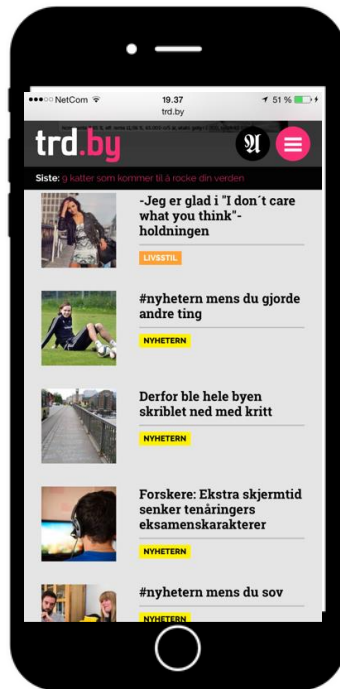 NetCom
19.37
51 %
trd.by
trd.by
A
Siste: 9 katter som kommer til å rocke din verden
-Jeg er glad i "I don´t care
what you think"-
holdningen
LIVSSTIL
#nyhetern mens du gjorde
andre ting
NYHETERN
Derfor ble hele byen
skriblet ned med kritt
NYHETERN
Forskere: Ekstra skjermtid
senker tenåringers
eksamenskarakterer
NYHETERN
#nyhetern mens du sov
NYHETERN